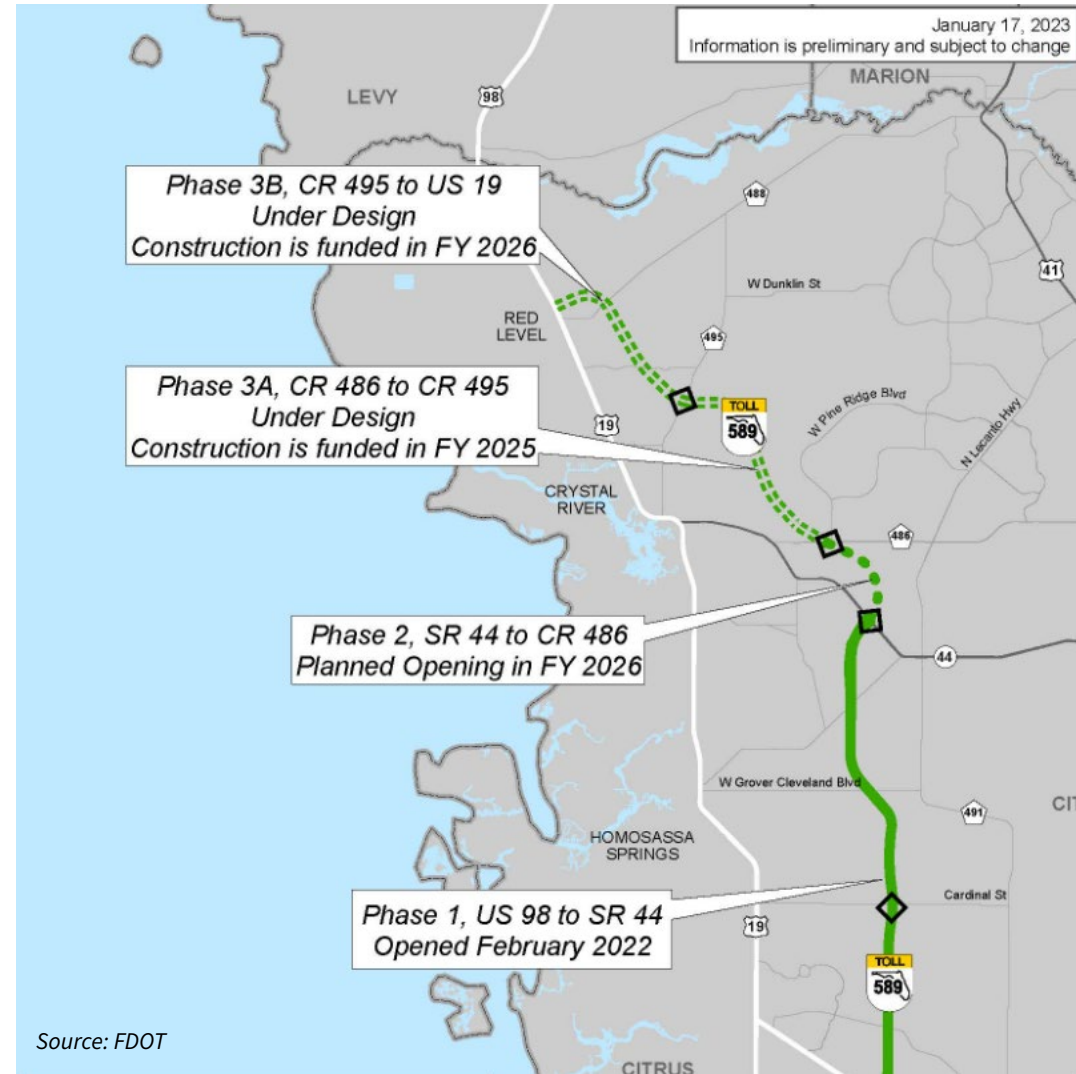 January 17, 2023
Information is preliminary and subject to change
MARION
LEVY
98
Phase 3B, CR 495 to US 19
Under Design
Construction is funded in FY 2026
488
41
W Dunklin St
RED
LEVEL
495
Phase 3A, CR 486 to CR 495
Under Design
Construction is funded in FY 2025
TOLL
589
W Pine Ridge Blvd
N Lecanto Hwy
19
CRYSTAL
RIVER
486
Phase 2, SR 44 to CR 486
Planned Opening in FY 2026
44
W Grover Cleveland Blvd
CIT
491
HOMOSASSA
SPRINGS
Cardinal St
Phase 1, US 98 to SR 44
Opened February 2022
19
TOLL
589
Source: FDOT
CITRUS